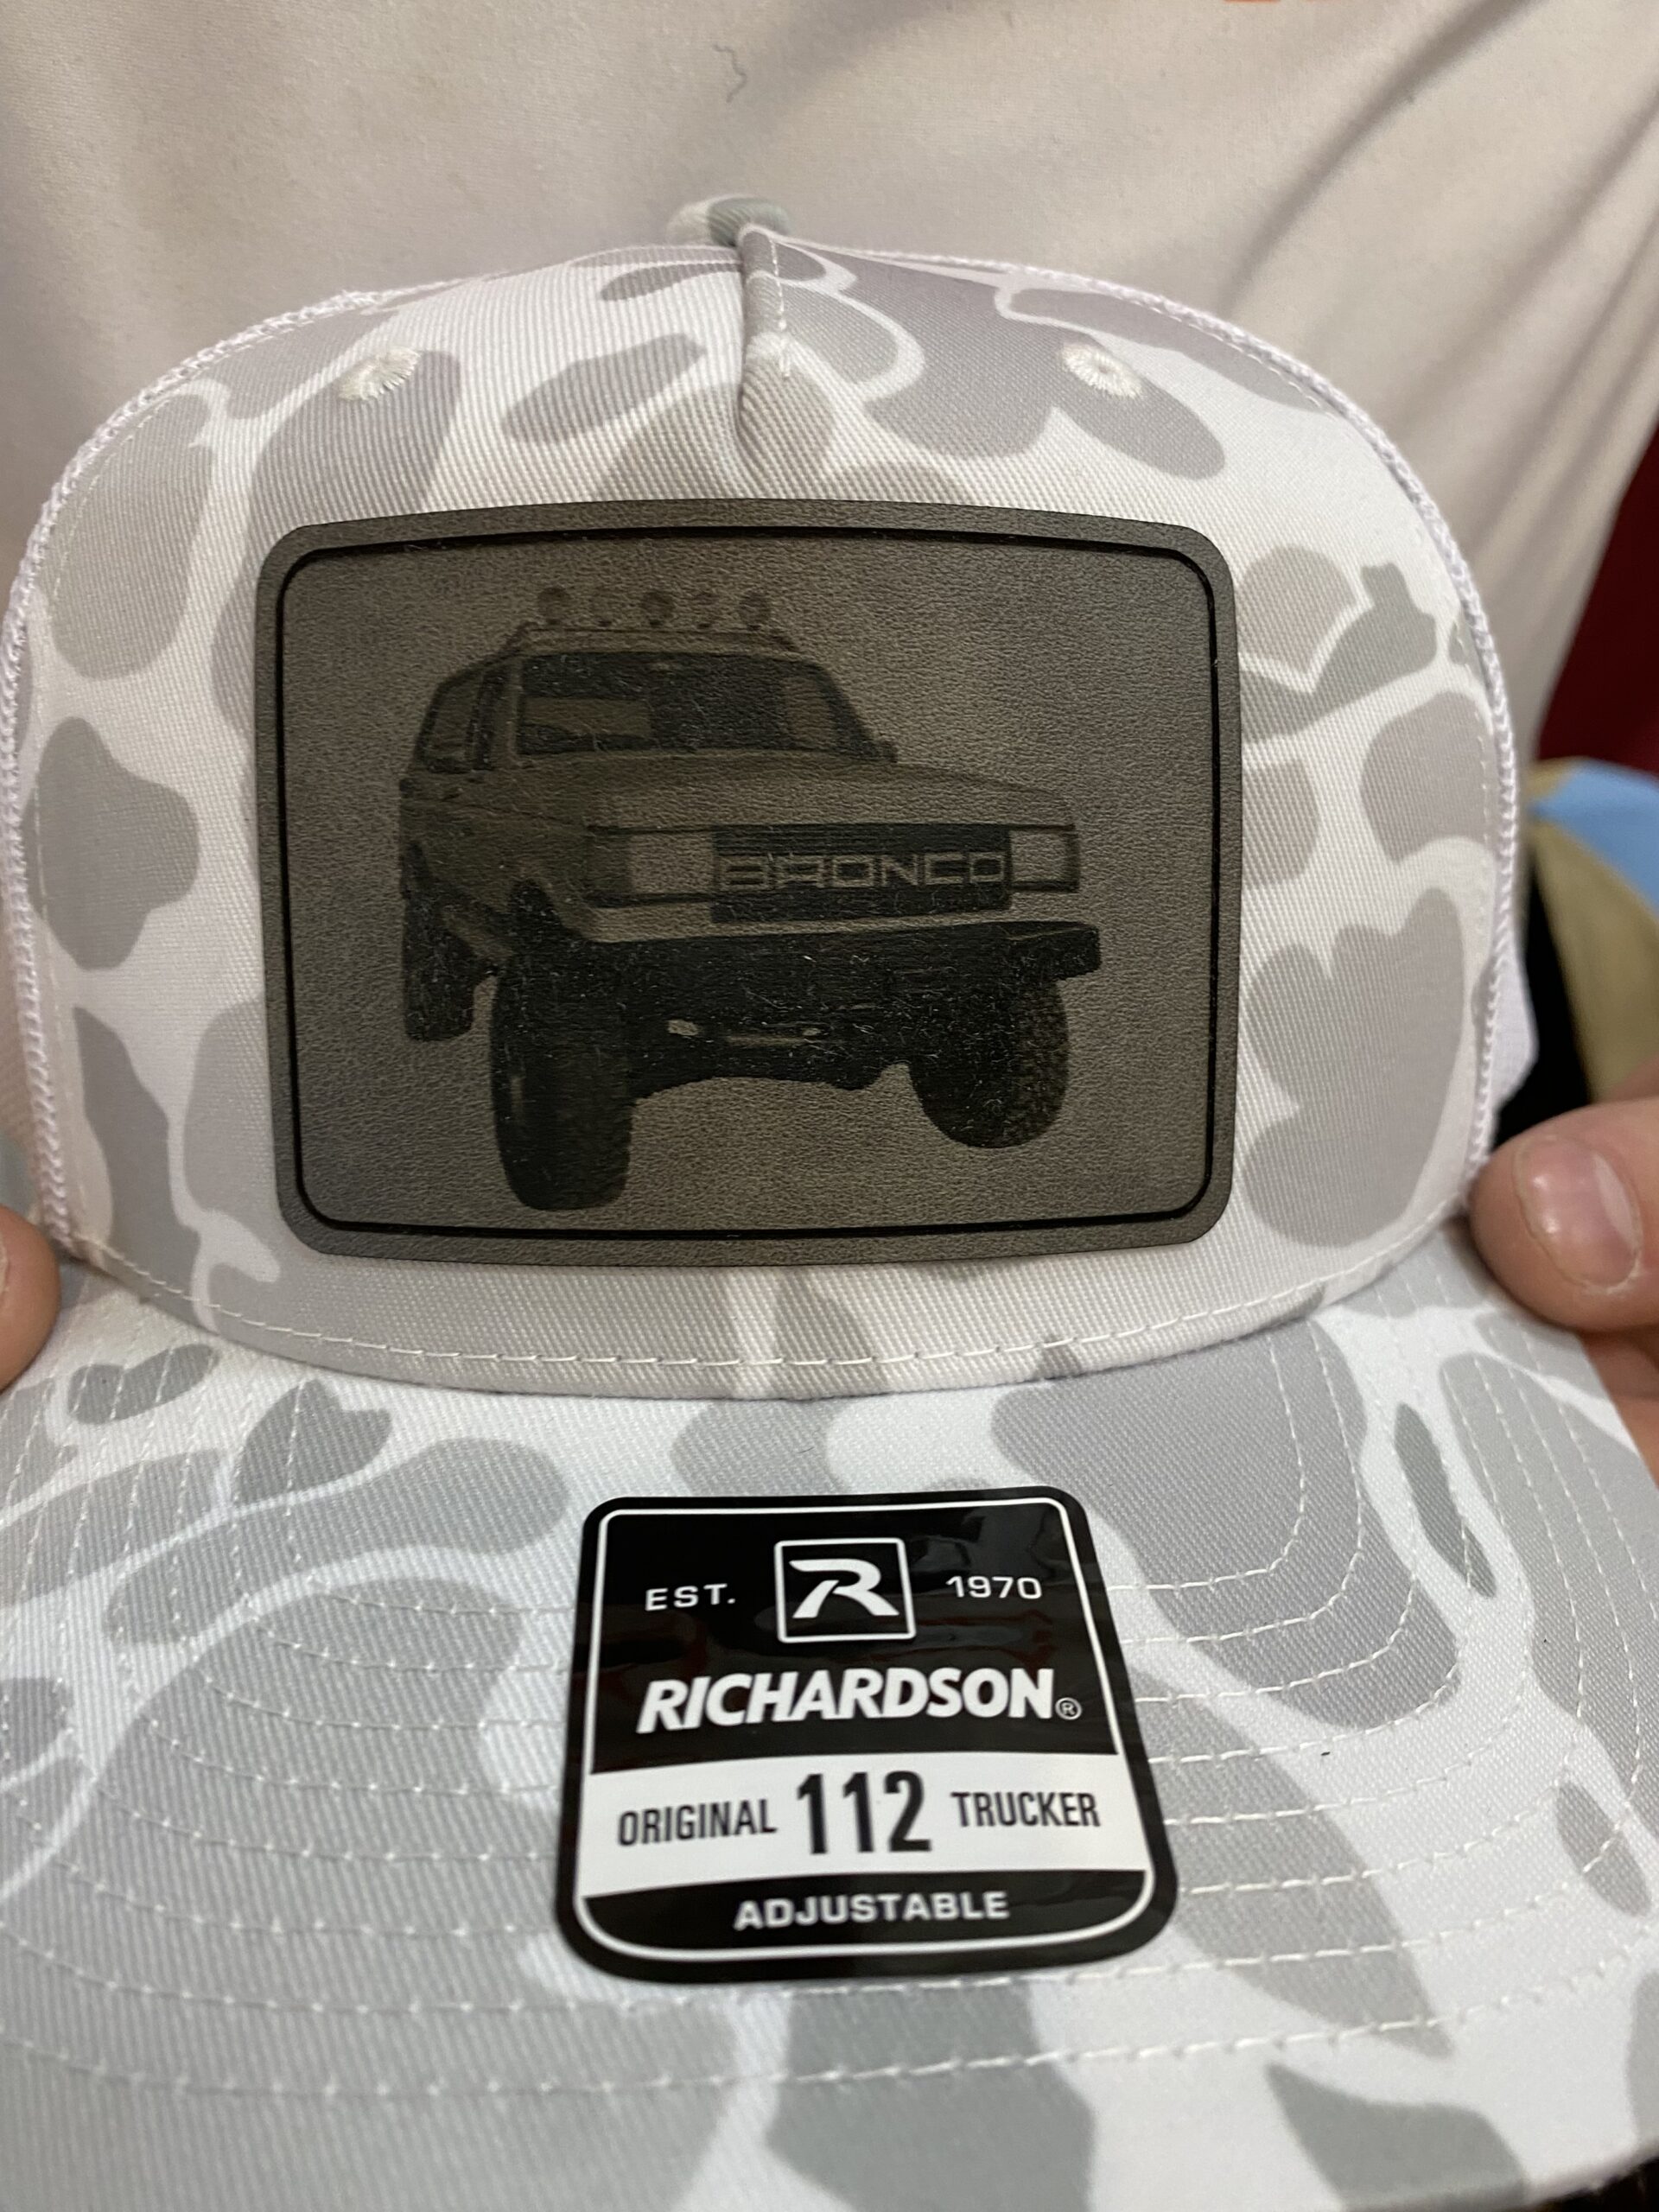 BRONCO
EST. R 1970
RICHARDSON®
ORIGINAL 112 TRUCKER
ADJUSTABLE